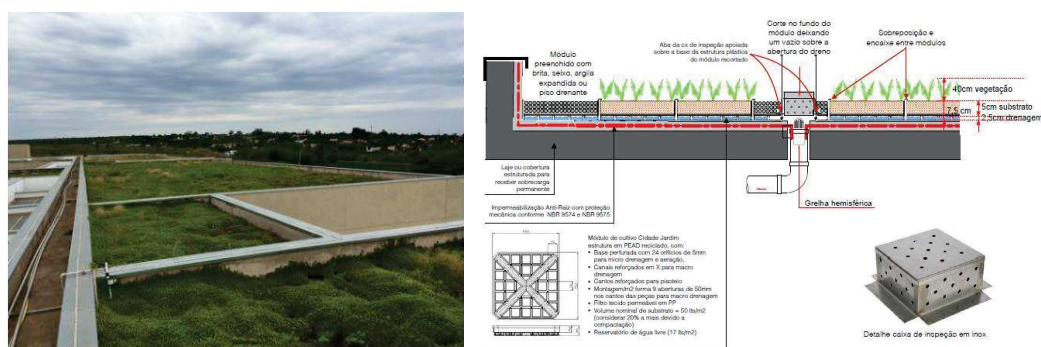 Módulo
preenchido com
brita, seixo, argila
expandida ou
piso drenante
Aba da cx de inspeção apoiada
sobre a base da estrutura plástica
do módulo recortado
Corte no fundo do
módulo deixando
um vazio sobre a
abertura do dreno
Sobreposição e
encaixe entre módulos
40cm vegetação
5cm substrato
7,5 cm
2,5cm drenagem
Laje ou cobertura
estruturada para
receber sobrecarga
permanente
Impermeabilização Anti-Raiz com proteção
mecânica conforme NBR 9574 e NBR 9575
Grelha hemisférica
Módulo de cultivo Cidade Jardim
estrutura em PEAD reciclado, com:
• Base perfurada com 24 orifícios de 5mm
para micro drenagem e aeração,
• Canais reforçados em X para macro
drenagem
• Cantos reforçados para pisoteio
• Montagem/m2 forma 9 aberturas de 50mm
nos cantos das peças para macro drenagem
• Filtro tecido permeável em PP
• Volume nominal de substrato = 50 lts/m2
(considerar 20% a mais devido a
compactação)
• Reservatório de água livre (17 lts/m2)
Detalhe caixa de inspeção em inox